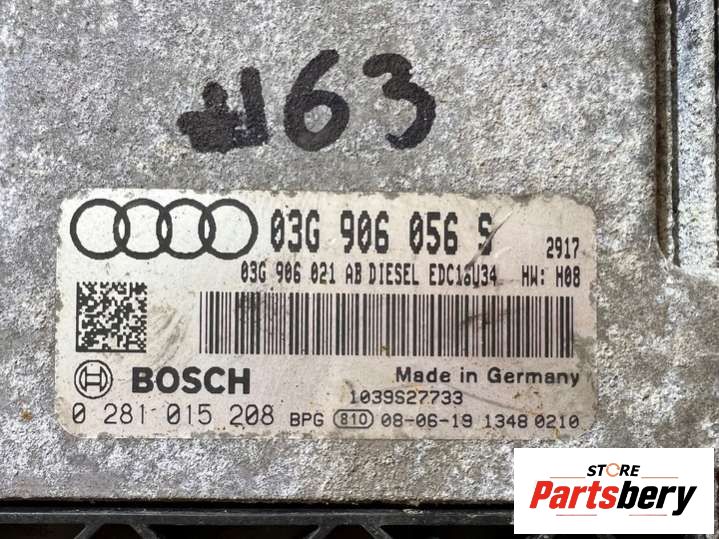 #163
03G 906 056 S 2917
03G 906 021 AB DIESEL EDC16U34 HW: H08
BOSCH
Made in Germany
1039S27733
0 281 015 208 BPG 810 08-06-19 1348 0210
STORE
Partsbery